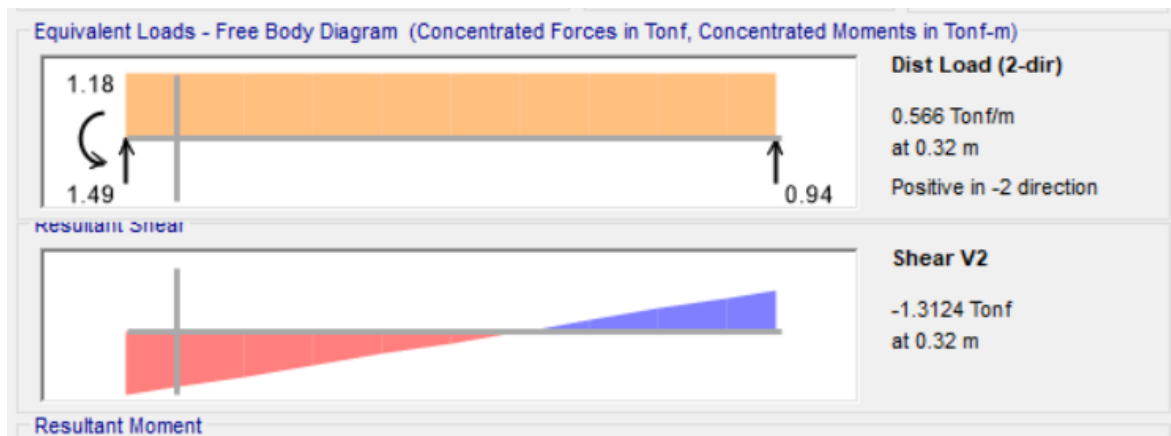 Equivalent Loads - Free Body Diagram (Concentrated Forces in Tonf, Concentrated Moments in Tonf-m)
1.18
1.49
0.94
Dist Load (2-dir)
0.566 Tonf/m
at 0.32 m
Positive in -2 direction
Resultant Shear
Shear V2
-1.3124 Tonf
at 0.32 m
Resultant Moment